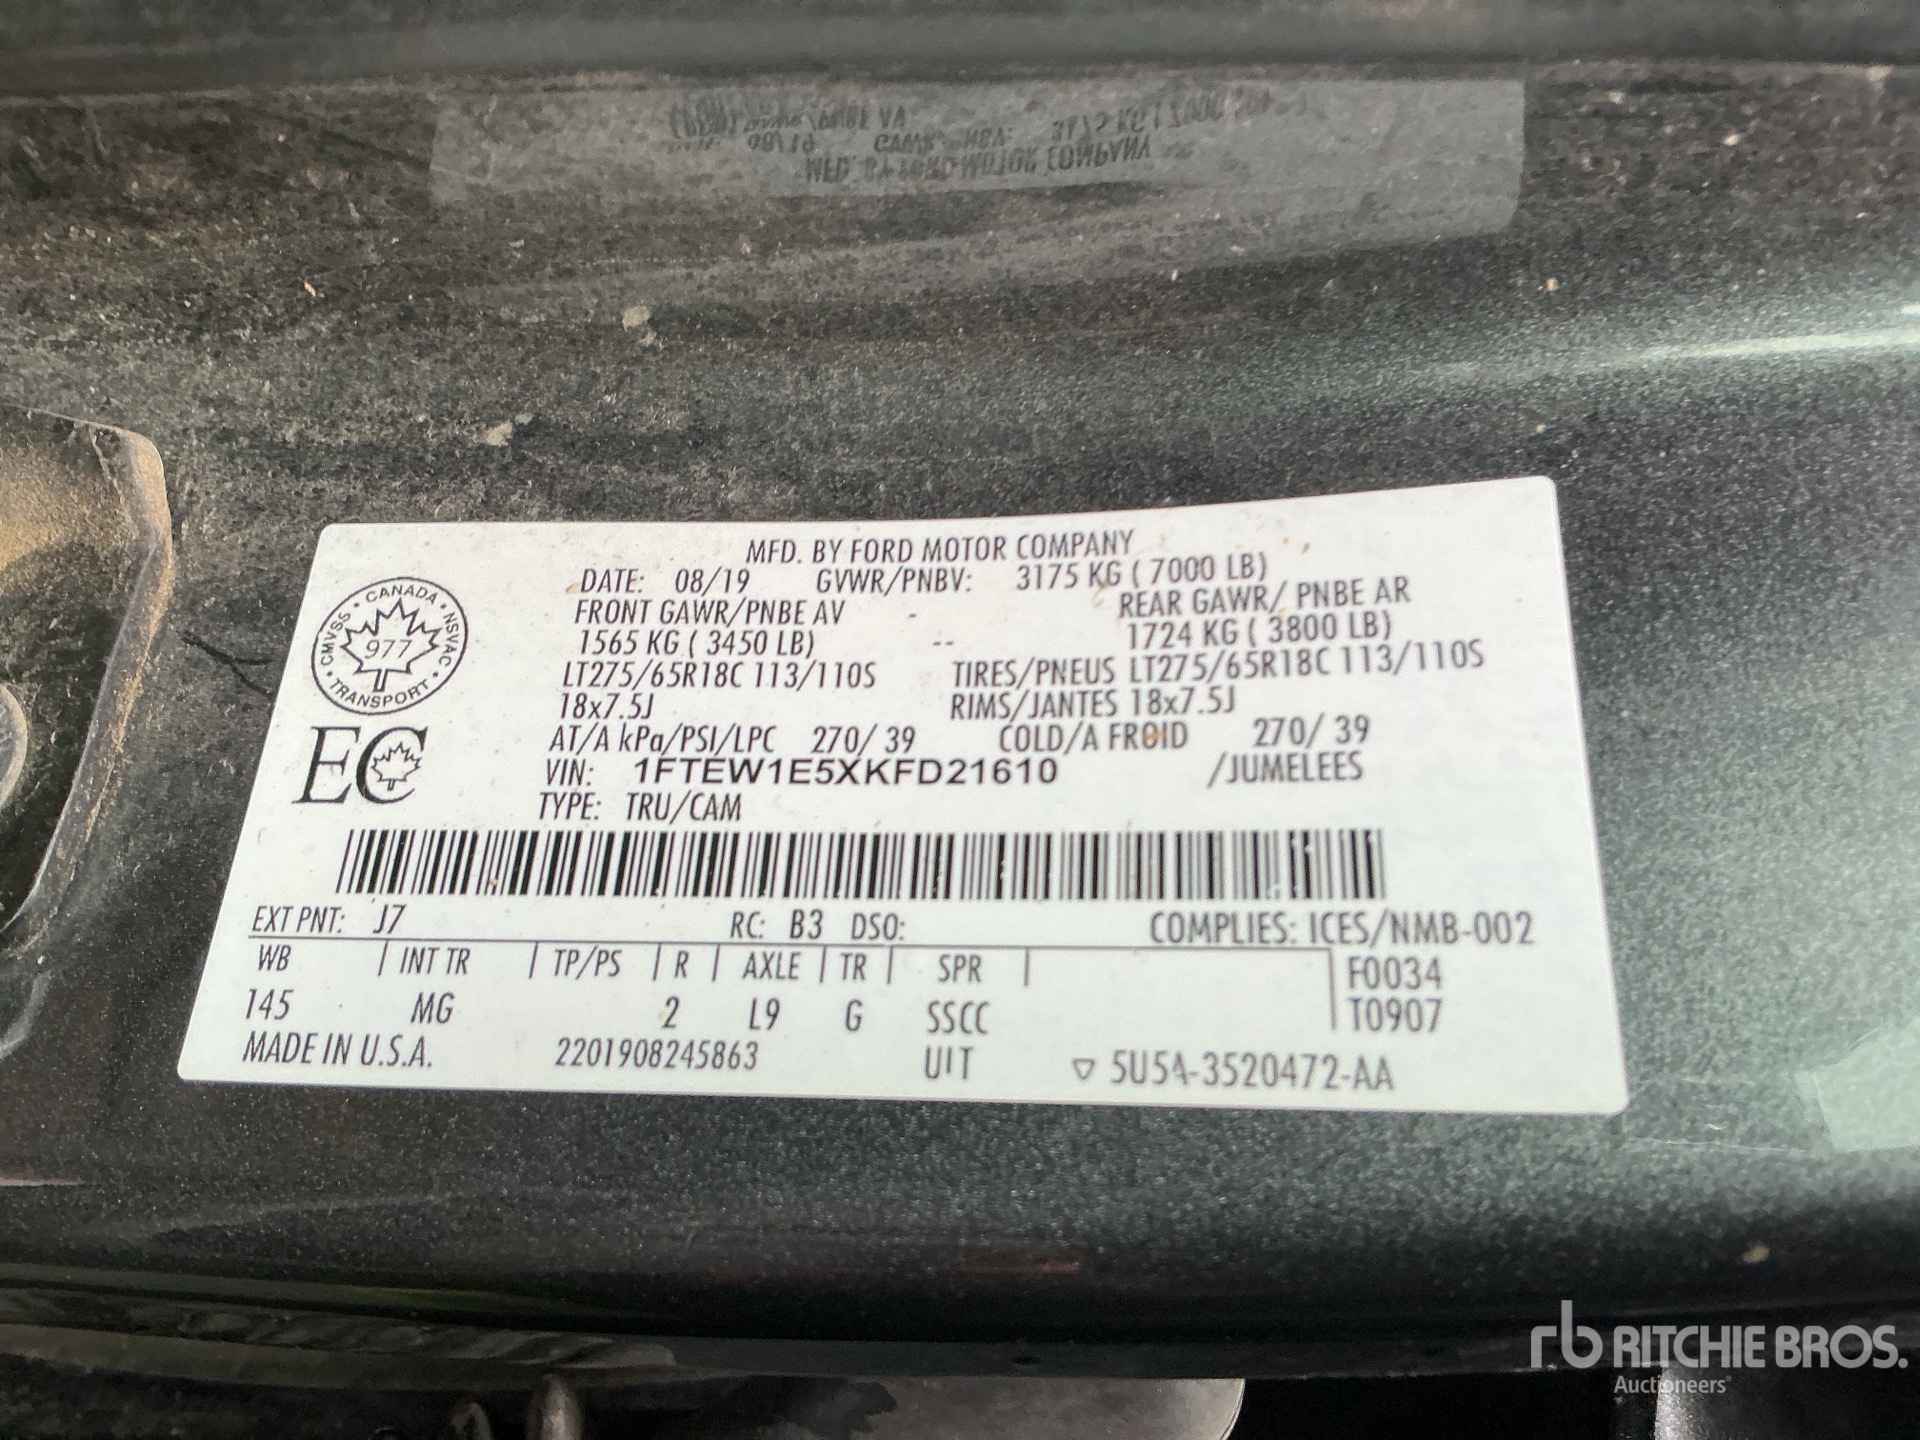 MFD. BY FORD MOTOR COMPANY
DATE: 08/19 GVWR/PNBV: 3175 KG ( 7000 LB)
FRONT GAWR/PNBE AV - REAR GAWR/ PNBE AR
1565 KG ( 3450 LB) -- 1724 KG ( 3800 LB)
LT275/65R18C 113/110S TIRES/PNEUS LT275/65R18C 113/110S
18x7.5J RIMS/JANTES 18x7.5J
AT/A kPa/PSI/LPC 270/ 39 COLD/A FROID 270/ 39
VIN: 1FTEW1E5XKFD21610 /JUMELEES
TYPE: TRU/CAM
CANADA · NSVAC · TRANSPORT · CMVSS
977
EC
EXT PNT: J7 RC: B3 DSO: COMPLIES: ICES/NMB-002
WB | INT TR | TP/PS | R | AXLE | TR | SPR | F0034
145 MG 2 L9 G SSCC T0907
MADE IN U.S.A. 2201908245863 UIT ▽ 5U5A-3520472-AA
rb RITCHIE BROS.
Auctioneers